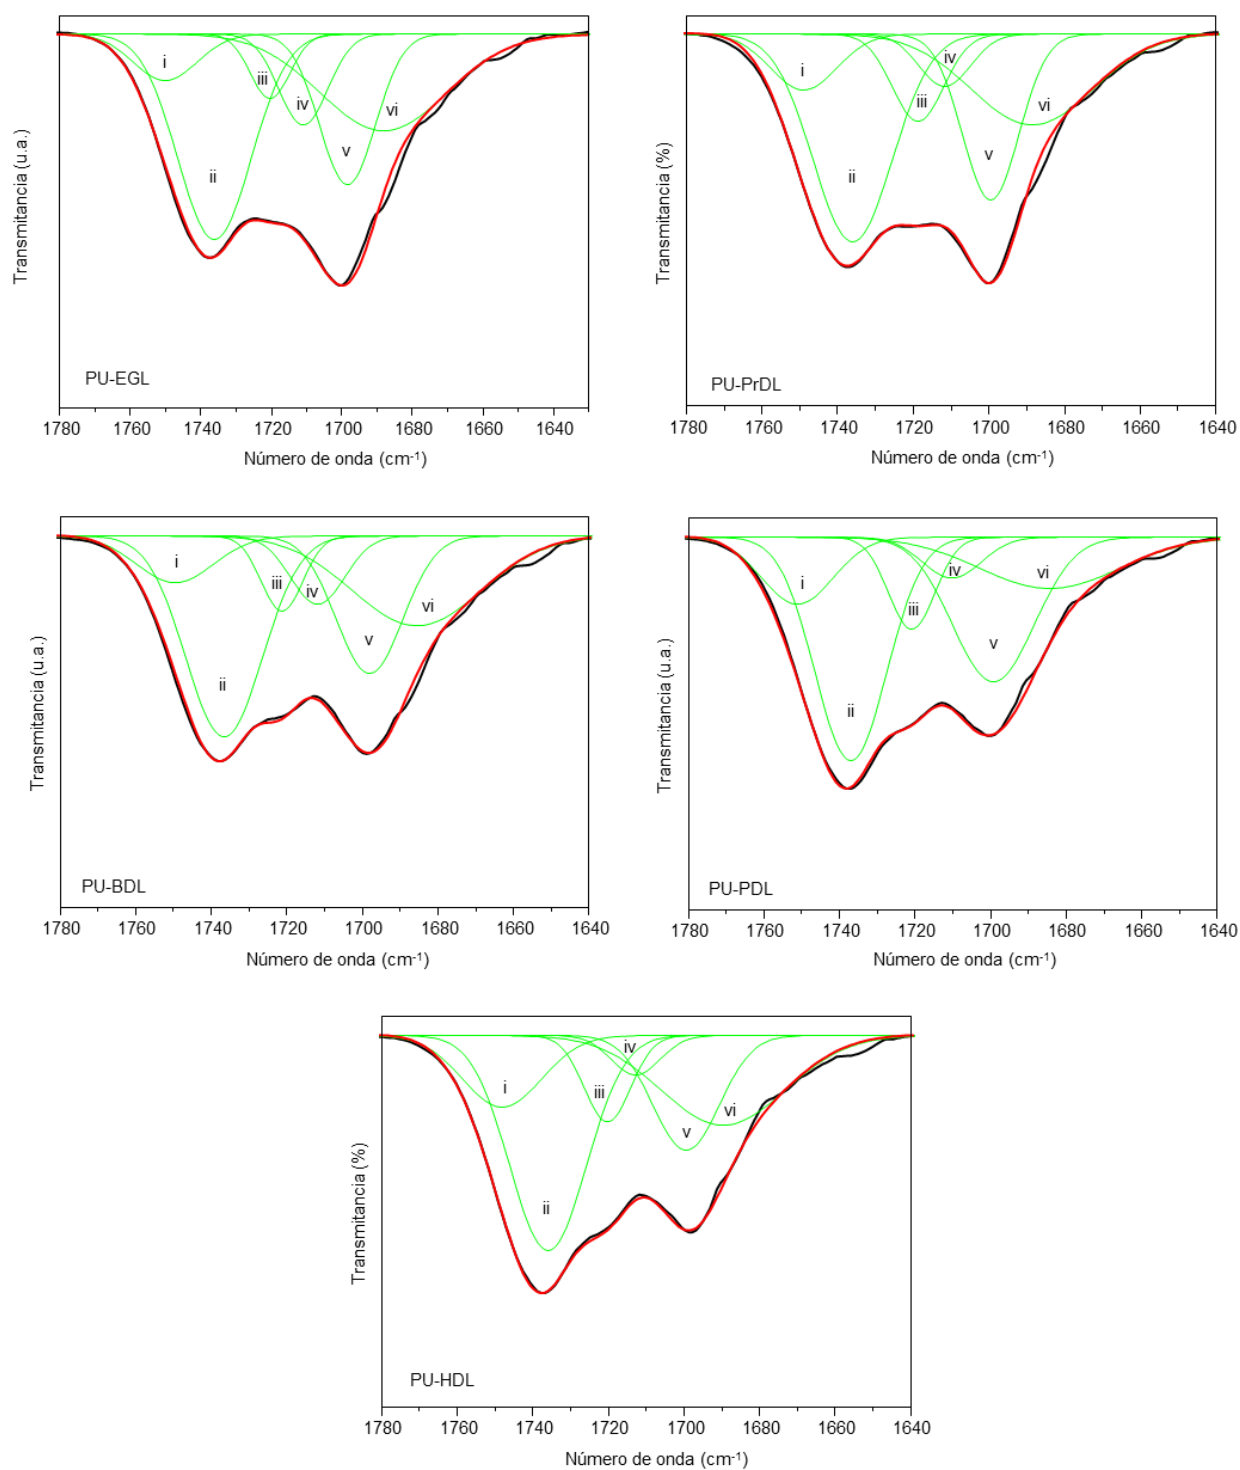 Transmitancia (u.a.)
i
ii
iii
iv
v
vi
PU-EGL
1780 1760 1740 1720 1700 1680 1660 1640
Número de onda (cm⁻¹)
Transmitancia (%)
i
ii
iii
iv
v
vi
PU-PrDL
1780 1760 1740 1720 1700 1680 1660 1640
Número de onda (cm⁻¹)
Transmitancia (u.a.)
i
ii
iii
iv
v
vi
PU-BDL
1780 1760 1740 1720 1700 1680 1660 1640
Número de onda (cm⁻¹)
Transmitancia (u.a.)
i
ii
iii
iv
v
vi
PU-PDL
1780 1760 1740 1720 1700 1680 1660 1640
Número de onda (cm⁻¹)
Transmitancia (%)
i
ii
iii
iv
v
vi
PU-HDL
1780 1760 1740 1720 1700 1680 1660 1640
Número de onda (cm⁻¹)